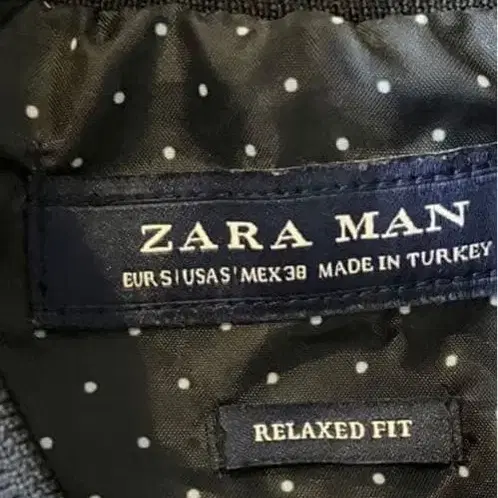 ZARA MAN
EUR S | USA S | MEX 38 MADE IN TURKEY
RELAXED FIT